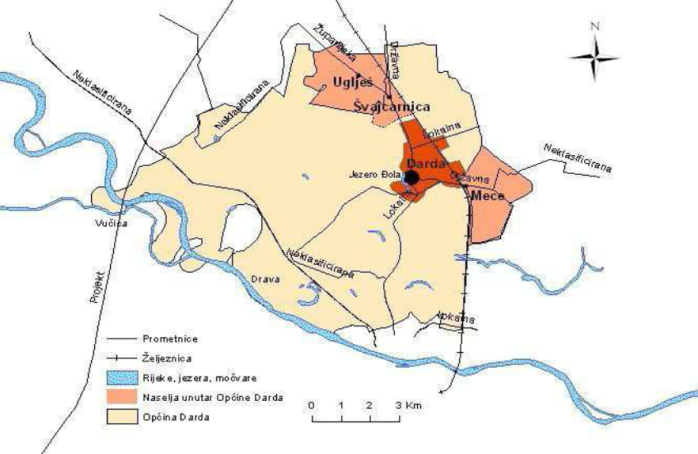 N
Županijska
Državna
Neklasificirana
Neklasificirana
Uglješ
Švajcarnica
Lokalna
Neklasificirana
Darda
Jezero Đola
Državna
Mece
Lokalna
Vučica
Neklasificirana
Drava
Projekt
Lokalna
Prometnice
Željeznica
Rijeke, jezera, močvare
Naselja unutar Općine Darda
Općina Darda
0 1 2 3 Km